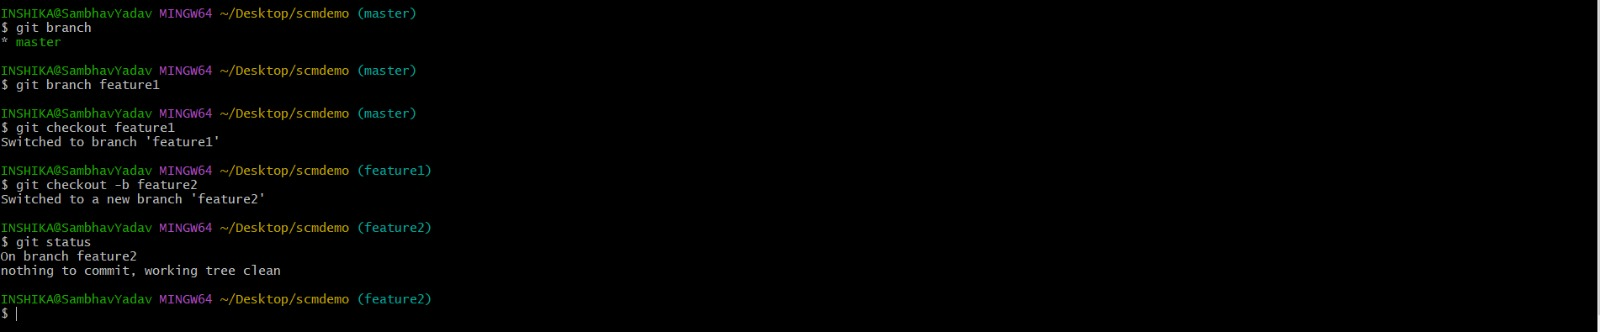 INSHIKA@SambhavYadav MINGW64 ~/Desktop/scmdemo (master)
$ git branch
* master
INSHIKA@SambhavYadav MINGW64 ~/Desktop/scmdemo (master)
$ git branch feature1
INSHIKA@SambhavYadav MINGW64 ~/Desktop/scmdemo (master)
$ git checkout feature1
Switched to branch 'feature1'
INSHIKA@SambhavYadav MINGW64 ~/Desktop/scmdemo (feature1)
$ git checkout -b feature2
Switched to a new branch 'feature2'
INSHIKA@SambhavYadav MINGW64 ~/Desktop/scmdemo (feature2)
$ git status
On branch feature2
nothing to commit, working tree clean
INSHIKA@SambhavYadav MINGW64 ~/Desktop/scmdemo (feature2)
$